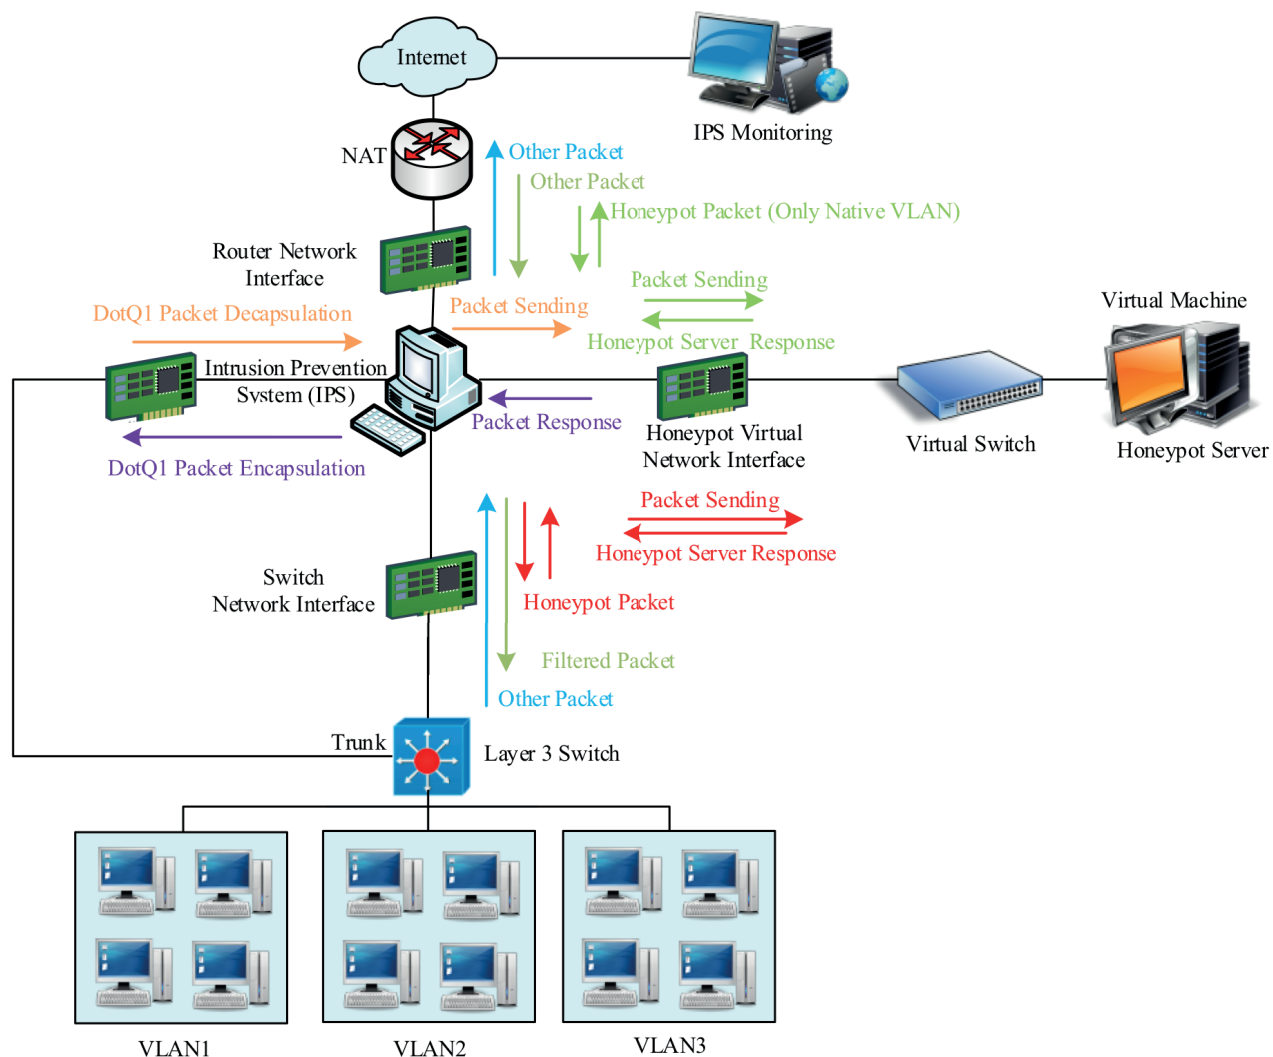 Internet
IPS Monitoring
NAT
Other Packet
Other Packet
Honeypot Packet (Only Native VLAN)
Router Network
Interface
Packet Sending
Virtual Machine
DotQ1 Packet Decapsulation
Packet Sending
Honeypot Server Response
Intrusion Prevention
System (IPS)
Packet Response
Honeypot Virtual
Network Interface
Virtual Switch
Honeypot Server
DotQ1 Packet Encapsulation
Packet Sending
Honeypot Server Response
Switch
Network Interface
Honeypot Packet
Filtered Packet
Other Packet
Trunk
Layer 3 Switch
VLAN1
VLAN2
VLAN3